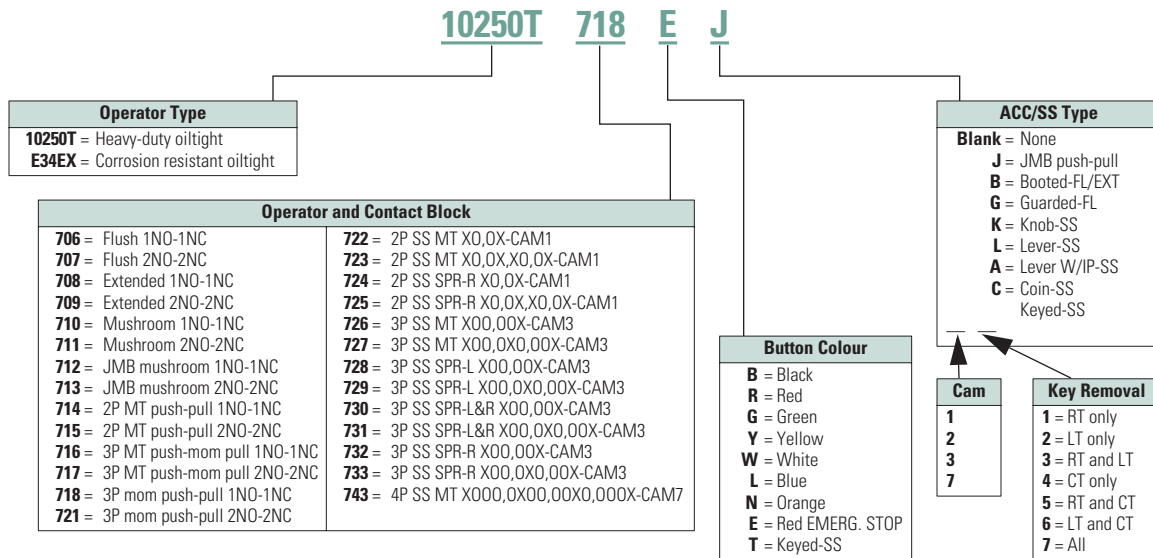 10250T 718 E J
Operator Type
10250T = Heavy-duty oiltight
E34EX = Corrosion resistant oiltight
Operator and Contact Block
706 = Flush 1NO-1NC
707 = Flush 2NO-2NC
708 = Extended 1NO-1NC
709 = Extended 2NO-2NC
710 = Mushroom 1NO-1NC
711 = Mushroom 2NO-2NC
712 = JMB mushroom 1NO-1NC
713 = JMB mushroom 2NO-2NC
714 = 2P MT push-pull 1NO-1NC
715 = 2P MT push-pull 2NO-2NC
716 = 3P MT push-mom pull 1NO-1NC
717 = 3P MT push-mom pull 2NO-2NC
718 = 3P mom push-pull 1NO-1NC
721 = 3P mom push-pull 2NO-2NC
722 = 2P SS MT XO,OX-CAM1
723 = 2P SS MT XO,OX,XO,OX-CAM1
724 = 2P SS SPR-R XO,OX-CAM1
725 = 2P SS SPR-R XO,OX,XO,OX-CAM1
726 = 3P SS MT XOO,OOX-CAM3
727 = 3P SS MT XOO,OXO,OOX-CAM3
728 = 3P SS SPR-L XOO,OOX-CAM3
729 = 3P SS SPR-L XOO,OXO,OOX-CAM3
730 = 3P SS SPR-L&R XOO,OOX-CAM3
731 = 3P SS SPR-L&R XOO,OXO,OOX-CAM3
732 = 3P SS SPR-R XOO,OOX-CAM3
733 = 3P SS SPR-R XOO,OXO,OOX-CAM3
743 = 4P SS MT XOOO,OXOO,OOXO,OOOX-CAM7
Button Colour
B = Black
R = Red
G = Green
Y = Yellow
W = White
L = Blue
N = Orange
E = Red EMERG. STOP
T = Keyed-SS
ACC/SS Type
Blank = None
J = JMB push-pull
B = Booted-FL/EXT
G = Guarded-FL
K = Knob-SS
L = Lever-SS
A = Lever W/IP-SS
C = Coin-SS
Keyed-SS
Cam
1
2
3
7
Key Removal
1 = RT only
2 = LT only
3 = RT and LT
4 = CT only
5 = RT and CT
6 = LT and CT
7 = All